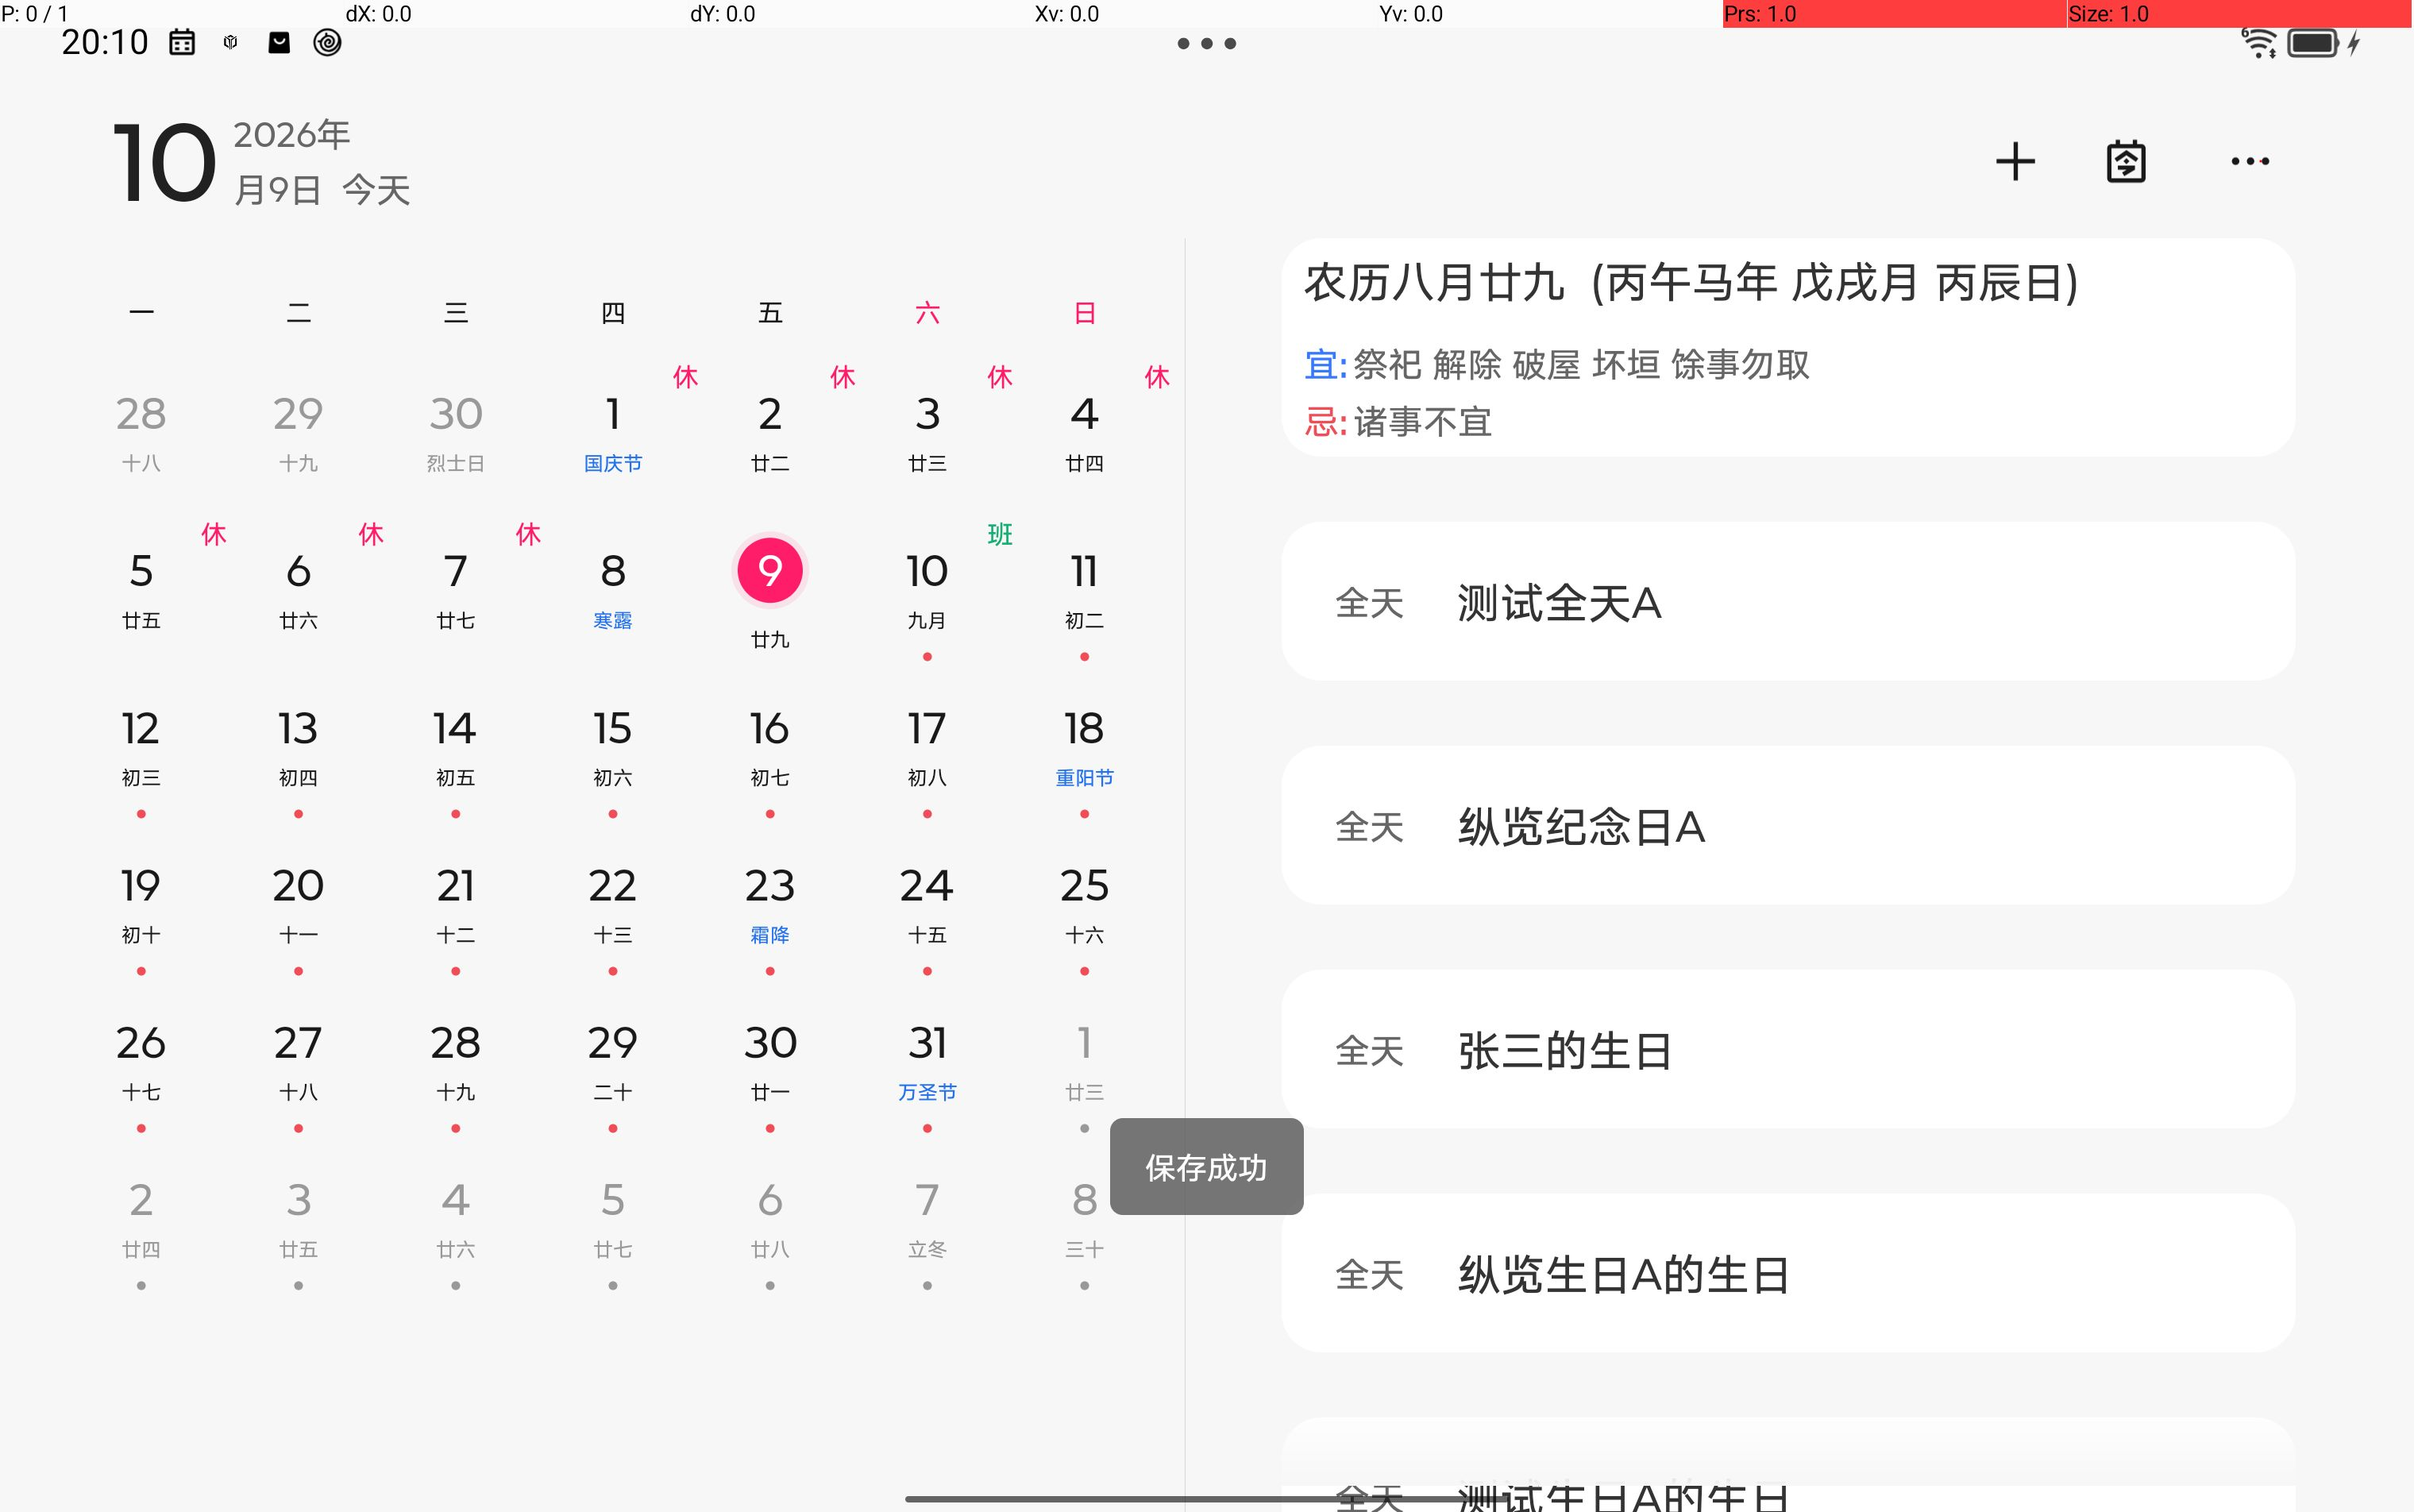 P: 0 / 1 dX: 0.0 dY: 0.0 Xv: 0.0 Yv: 0.0 Prs: 1.0 Size: 1.0
20:10
6
10
2026年
月9日 今天
今
一 二 三 四 五 六 日
休 休 休 休
28 29 30 1 2 3 4
十八 十九 烈士日 国庆节 廿二 廿三 廿四
休 休 休 班
5 6 7 8 9 10 11
廿五 廿六 廿七 寒露 廿九 九月 初二
12 13 14 15 16 17 18
初三 初四 初五 初六 初七 初八 重阳节
19 20 21 22 23 24 25
初十 十一 十二 十三 霜降 十五 十六
26 27 28 29 30 31 1
十七 十八 十九 二十 廿一 万圣节 廿三
2 3 4 5 6 7 8
廿四 廿五 廿六 廿七 廿八 立冬 三十
农历八月廿九 (丙午马年 戊戌月 丙辰日)
宜:祭祀 解除 破屋 坏垣 馀事勿取
忌:诸事不宜
全天 测试全天A
全天 纵览纪念日A
全天 张三的生日
保存成功
全天 纵览生日A的生日
全天 测试生日A的生日